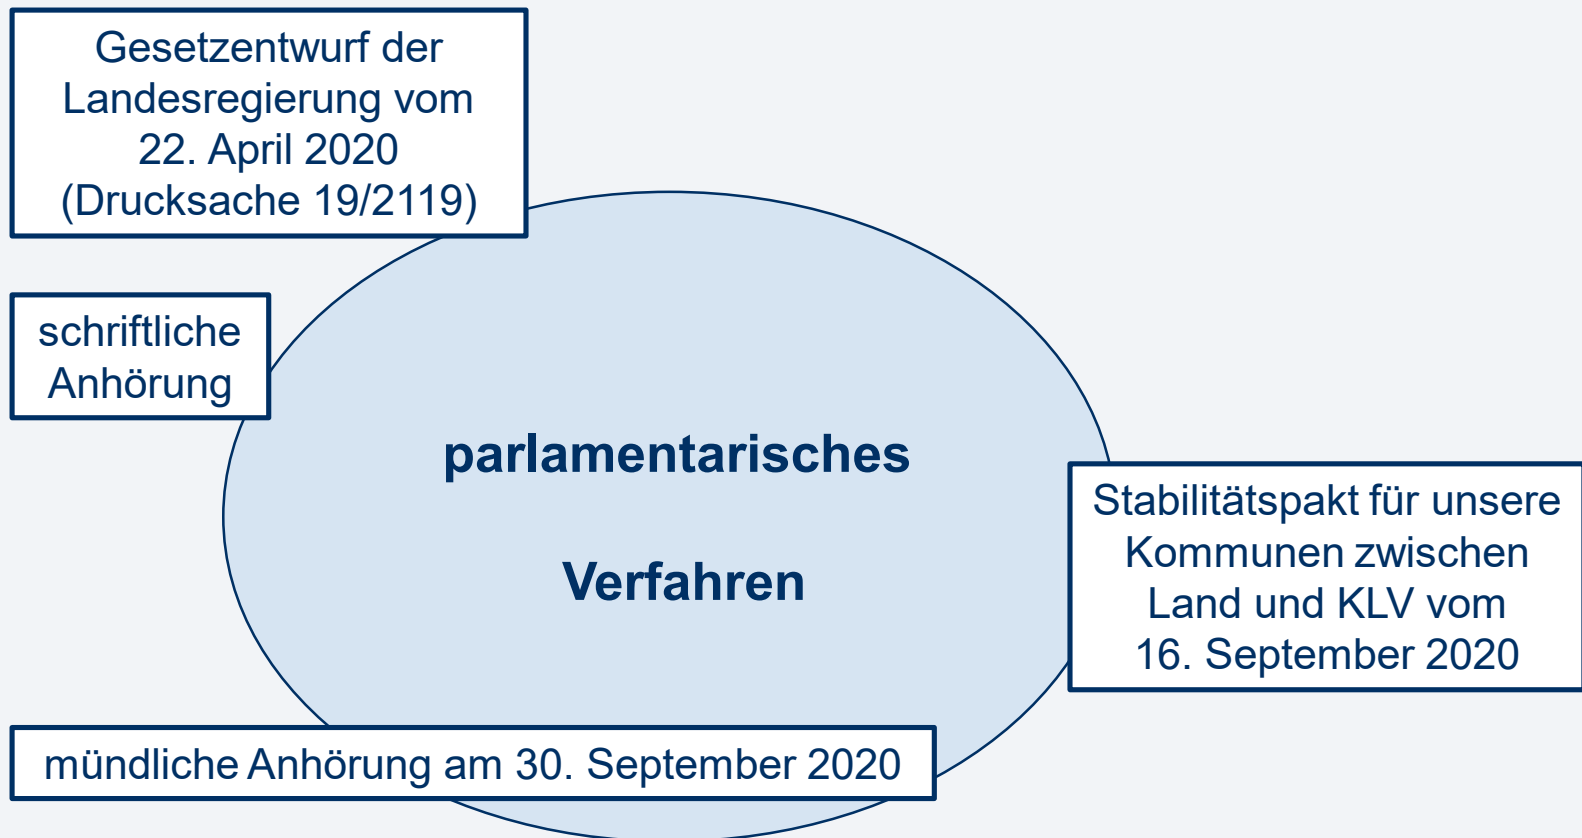 Gesetzentwurf der
Landesregierung vom
22. April 2020
(Drucksache 19/2119)
schriftliche
Anhörung
parlamentarisches
Verfahren
Stabilitätspakt für unsere
Kommunen zwischen
Land und KLV vom
16. September 2020
mündliche Anhörung am 30. September 2020